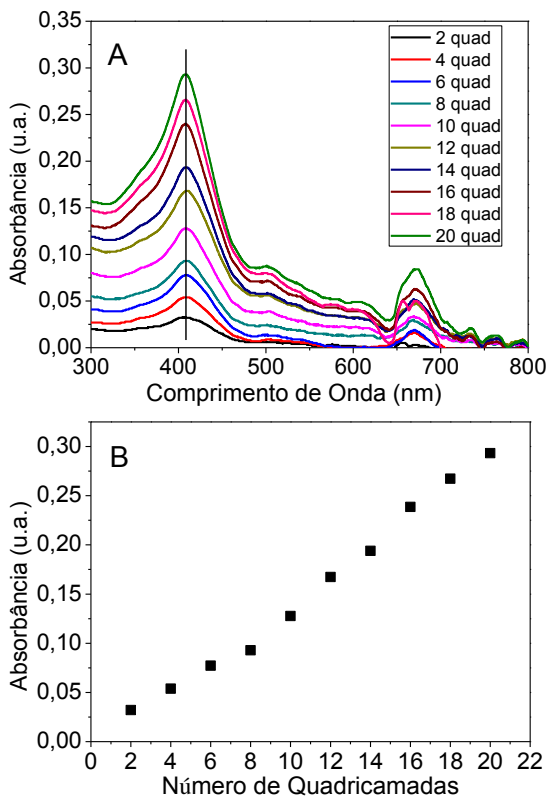 A
0,35
0,30
0,25
0,20
0,15
0,10
0,05
0,00
Absorbância (u.a.)
2 quad
4 quad
6 quad
8 quad
10 quad
12 quad
14 quad
16 quad
18 quad
20 quad
300 400 500 600 700 800
Comprimento de Onda (nm)
B
0,30
0,25
0,20
0,15
0,10
0,05
0,00
Absorbância (u.a.)
0 2 4 6 8 10 12 14 16 18 20 22
Número de Quadricamadas